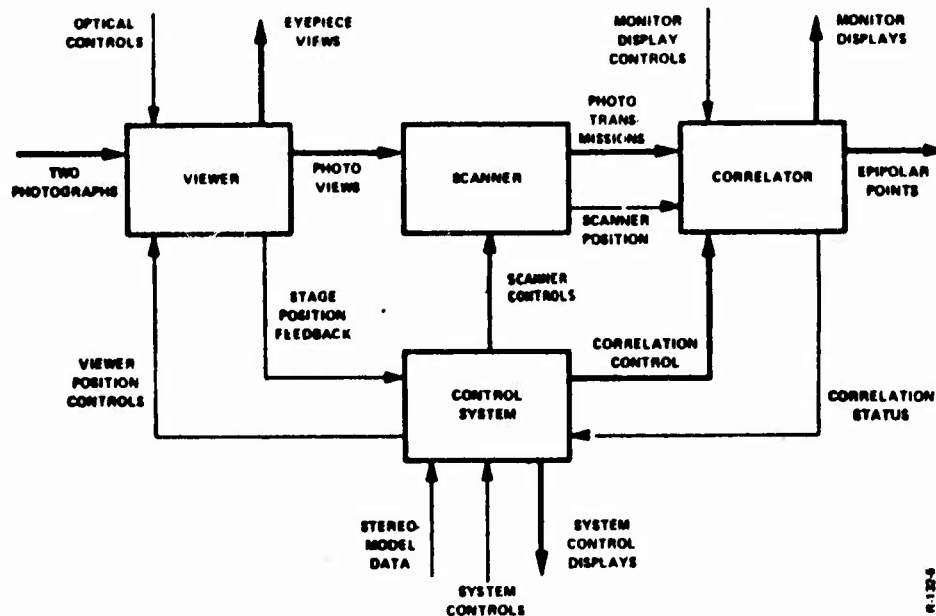 OPTICAL
CONTROLS
EYEPIECE
VIEWS
MONITOR
DISPLAY
CONTROLS
MONITOR
DISPLAYS
TWO
PHOTOGRAPHS
VIEWER
PHOTO
VIEWS
SCANNER
PHOTO
TRANS-
MISSIONS
SCANNER
POSITION
CORRELATOR
EPIPOLAR
POINTS
STAGE
POSITION
FEEDBACK
SCANNER
CONTROLS
VIEWER
POSITION
CONTROLS
CONTROL
SYSTEM
CORRELATION
CONTROL
CORRELATION
STATUS
STEREO-
MODEL
DATA
SYSTEM
CONTROLS
SYSTEM
CONTROL
DISPLAYS